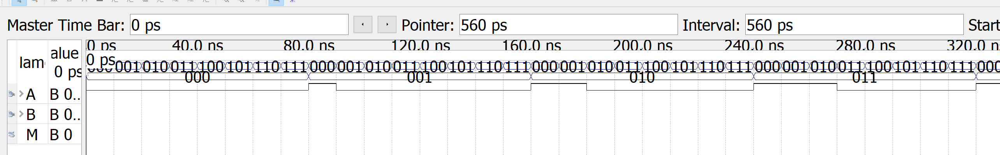 Master Time Bar: 0 ps Pointer: 560 ps Interval: 560 ps Start
0 ps 40.0 ns 80.0 ns 120.0 ns 160.0 ns 200.0 ns 240.0 ns 280.0 ns 320.0 n
lam alue
0 ps
0 ps
000 001 010 011 100 101 110 111 000 001 010 011 100 101 110 111 000 001 010 011 100 101 110 111 000 001 010 011 100 101 110 111 000
000 001 010 011
in A B 0..
in B B 0..
out M B 0